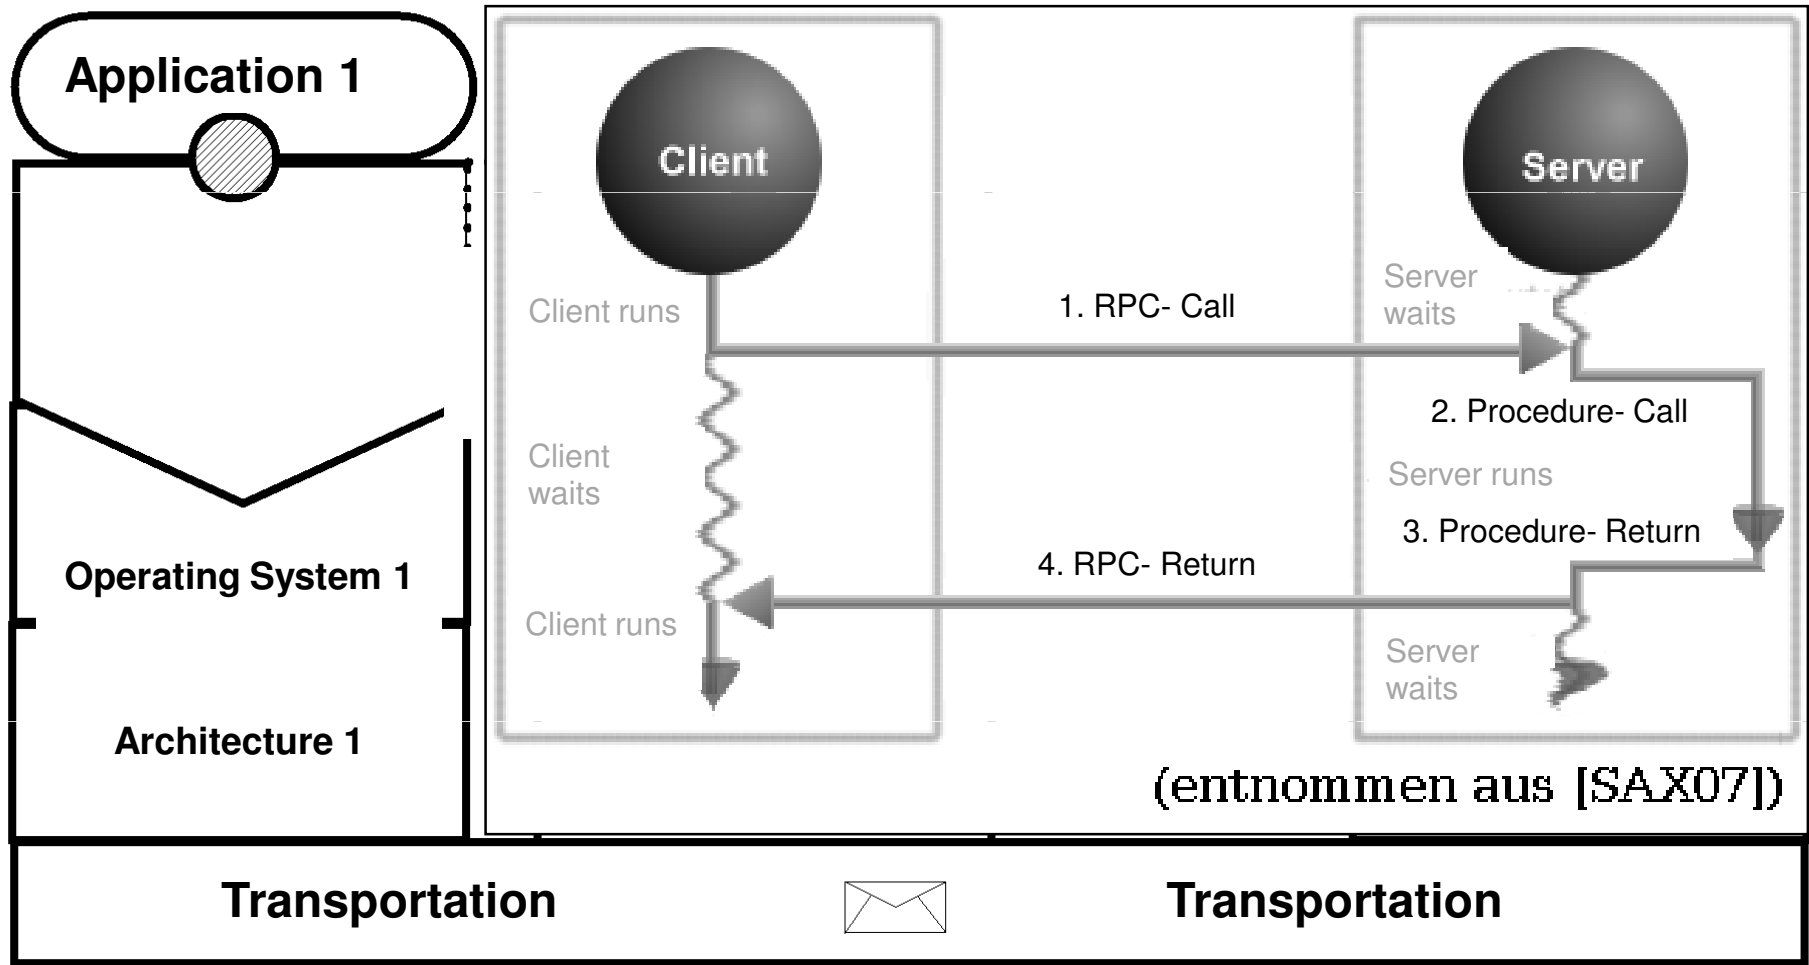 Application 1
Client
Server
Client runs
1. RPC- Call
Server
waits
2. Procedure- Call
Client
waits
Server runs
3. Procedure- Return
4. RPC- Return
Operating System 1
Client runs
Server
waits
Architecture 1
(entnommen aus [SAX07])
Transportation
Transportation